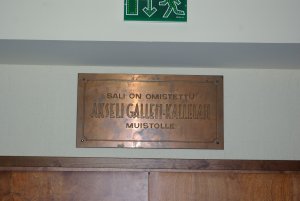 SALI ON OMISTETTU
AKSELI GALLEN-KALLELAN
MUISTOLLE